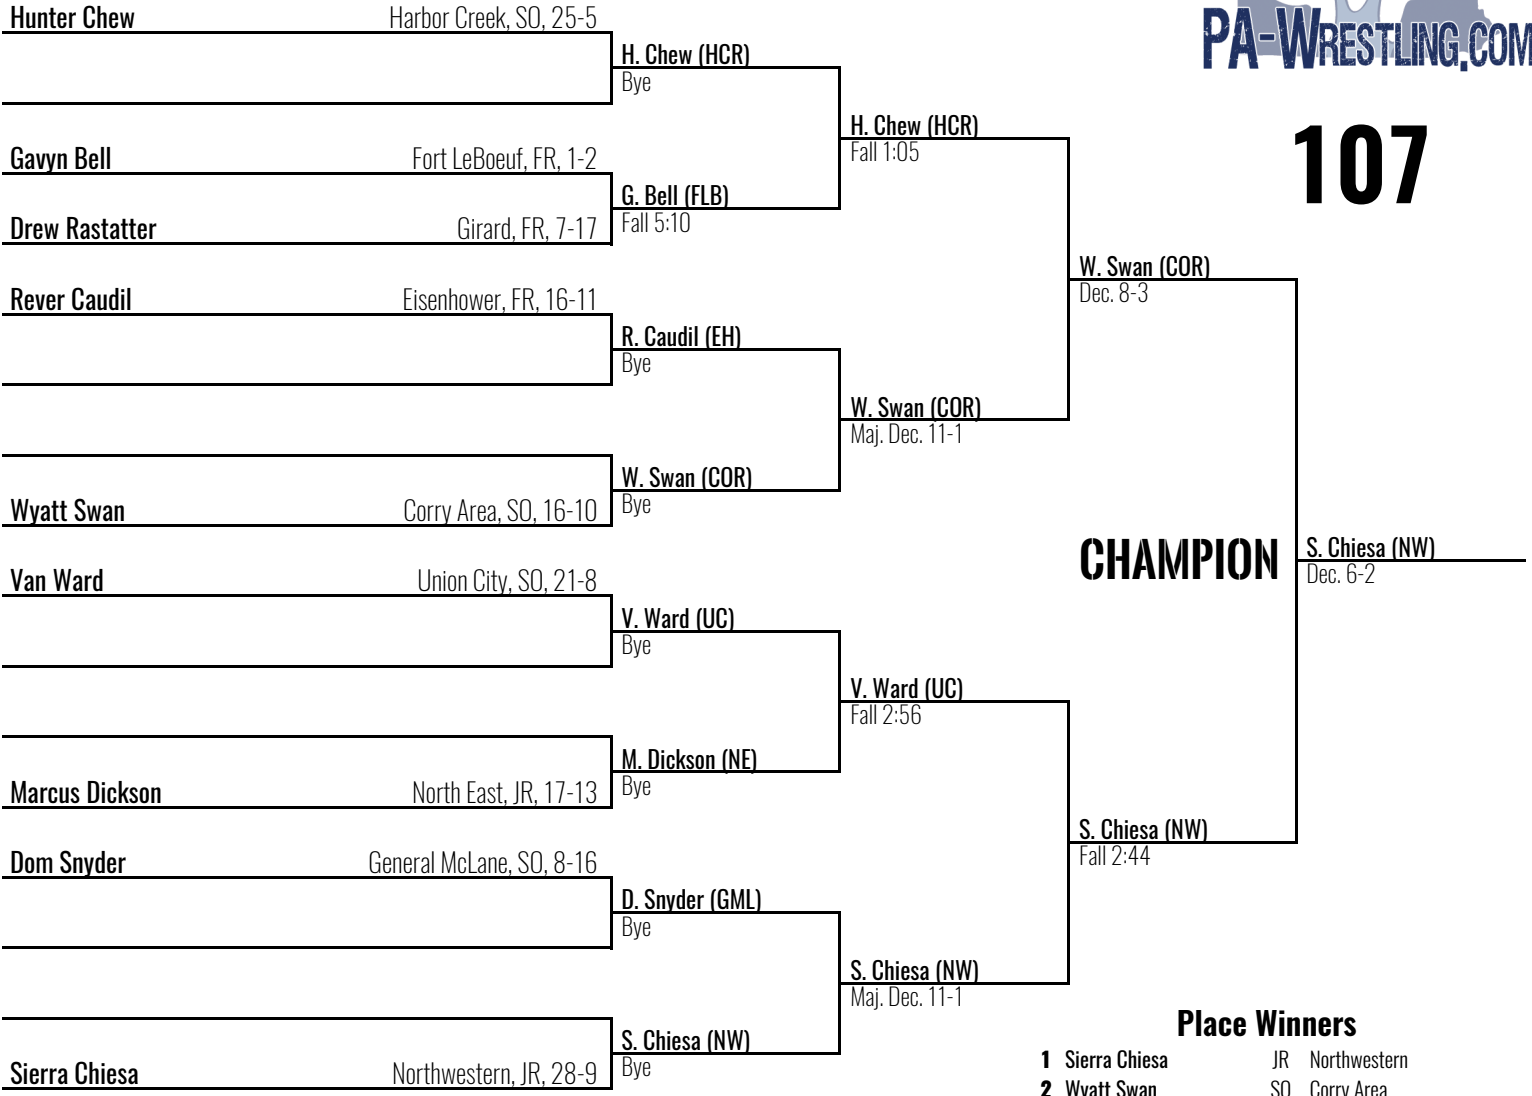 Hunter Chew Harbor Creek, SO, 25-5
H. Chew (HCR)
Bye
Gavyn Bell Fort LeBoeuf, FR, 1-2
G. Bell (FLB)
Fall 5:10
Drew Rastatter Girard, FR, 7-17
H. Chew (HCR)
Fall 1:05
Rever Caudil Eisenhower, FR, 16-11
R. Caudil (EH)
Bye
W. Swan (COR)
Maj. Dec. 11-1
W. Swan (COR)
Bye
Wyatt Swan Corry Area, SO, 16-10
W. Swan (COR)
Dec. 8-3
Van Ward Union City, SO, 21-8
V. Ward (UC)
Bye
V. Ward (UC)
Fall 2:56
M. Dickson (NE)
Bye
Marcus Dickson North East, JR, 17-13
Dom Snyder General McLane, SO, 8-16
D. Snyder (GML)
Bye
S. Chiesa (NW)
Maj. Dec. 11-1
S. Chiesa (NW)
Bye
Sierra Chiesa Northwestern, JR, 28-9
S. Chiesa (NW)
Fall 2:44
CHAMPION
S. Chiesa (NW)
Dec. 6-2
PA-WRESTLING.COM
107
Place Winners
1 Sierra Chiesa JR Northwestern
2 Wyatt Swan SO Corry Area